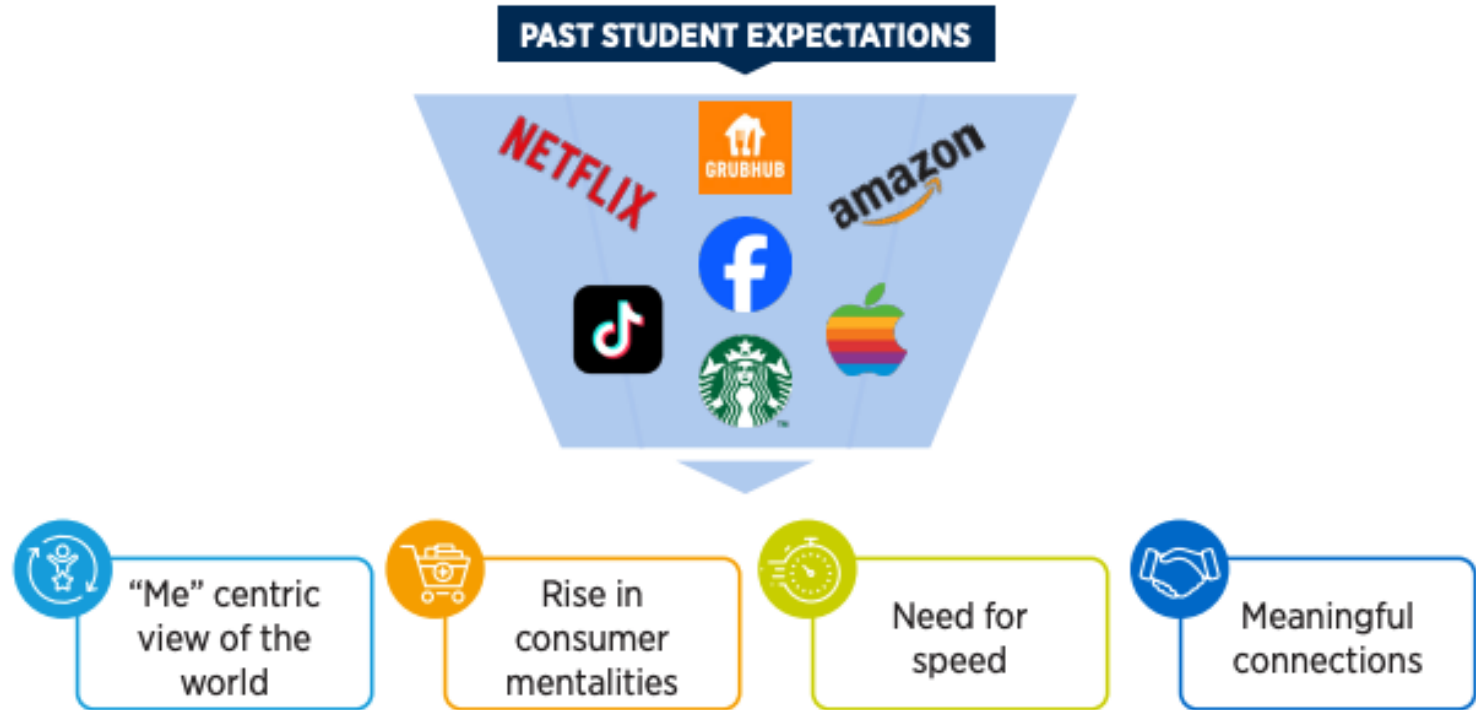 PAST STUDENT EXPECTATIONS
NETFLIX
GRUBHUB
amazon
TM
“Me” centric
view of the
world
Rise in
consumer
mentalities
Need for
speed
Meaningful
connections